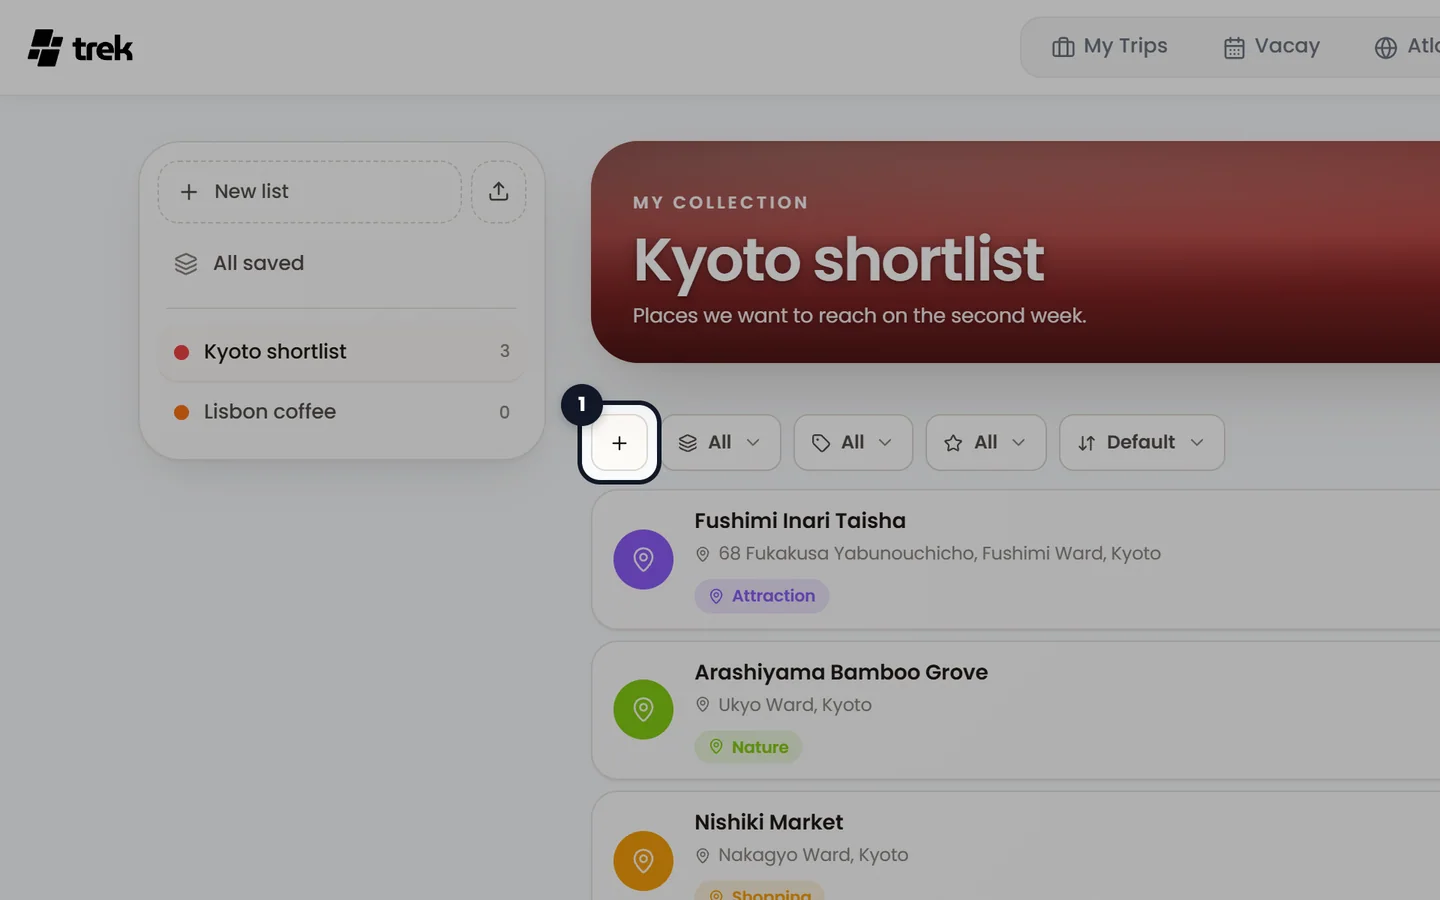 trek
My Trips
Vacay
New list
All saved
Kyoto shortlist 3
Lisbon coffee 0
MY COLLECTION
Kyoto shortlist
Places we want to reach on the second week.
1
All
All
All
Default
Fushimi Inari Taisha
68 Fukakusa Yabunouchicho, Fushimi Ward, Kyoto
Attraction
Arashiyama Bamboo Grove
Ukyo Ward, Kyoto
Nature
Nishiki Market
Nakagyo Ward, Kyoto
Shopping